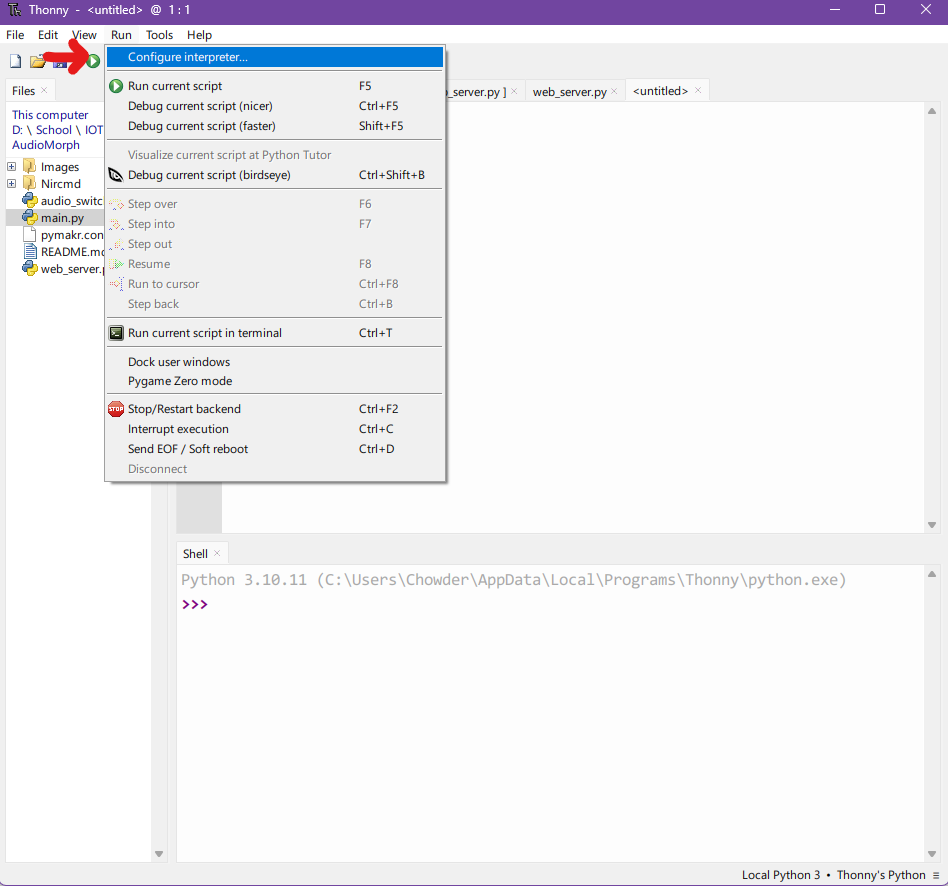 Thonny - <untitled> @ 1 : 1
File Edit View Run Tools Help
Configure interpreter...
Run current script F5
Debug current script (nicer) Ctrl+F5
Debug current script (faster) Shift+F5
Visualize current script at Python Tutor
Debug current script (birdseye) Ctrl+Shift+B
Step over F6
Step into F7
Step out
Resume F8
Run to cursor Ctrl+F8
Step back Ctrl+B
Run current script in terminal Ctrl+T
Dock user windows
Pygame Zero mode
Stop/Restart backend Ctrl+F2
STOP
Interrupt execution Ctrl+C
Send EOF / Soft reboot Ctrl+D
Disconnect
Files
This computer
D: \ School \ IOT
AudioMorph
Images
Nircmd
audio_switc
main.py
pymakr.con
README.mc
web_server.p
_server.py ] web_server.py <untitled>
Shell
Python 3.10.11 (C:\Users\Chowder\AppData\Local\Programs\Thonny\python.exe)
>>>
Local Python 3 • Thonny's Python ≡